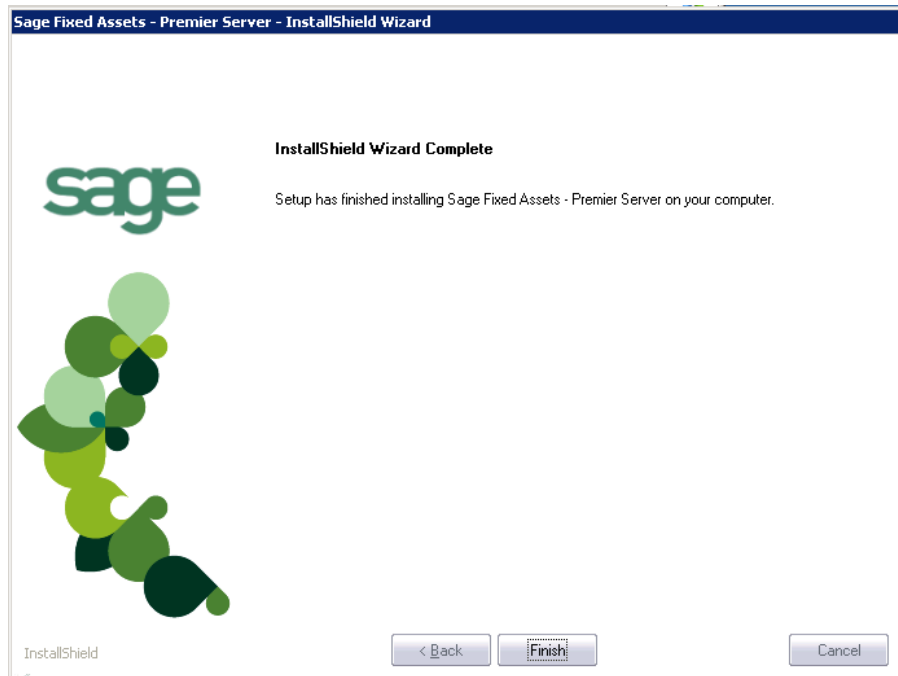 Sage Fixed Assets - Premier Server - InstallShield Wizard
InstallShield Wizard Complete
sage
Setup has finished installing Sage Fixed Assets - Premier Server on your computer.
InstallShield
< Back
Finish
Cancel